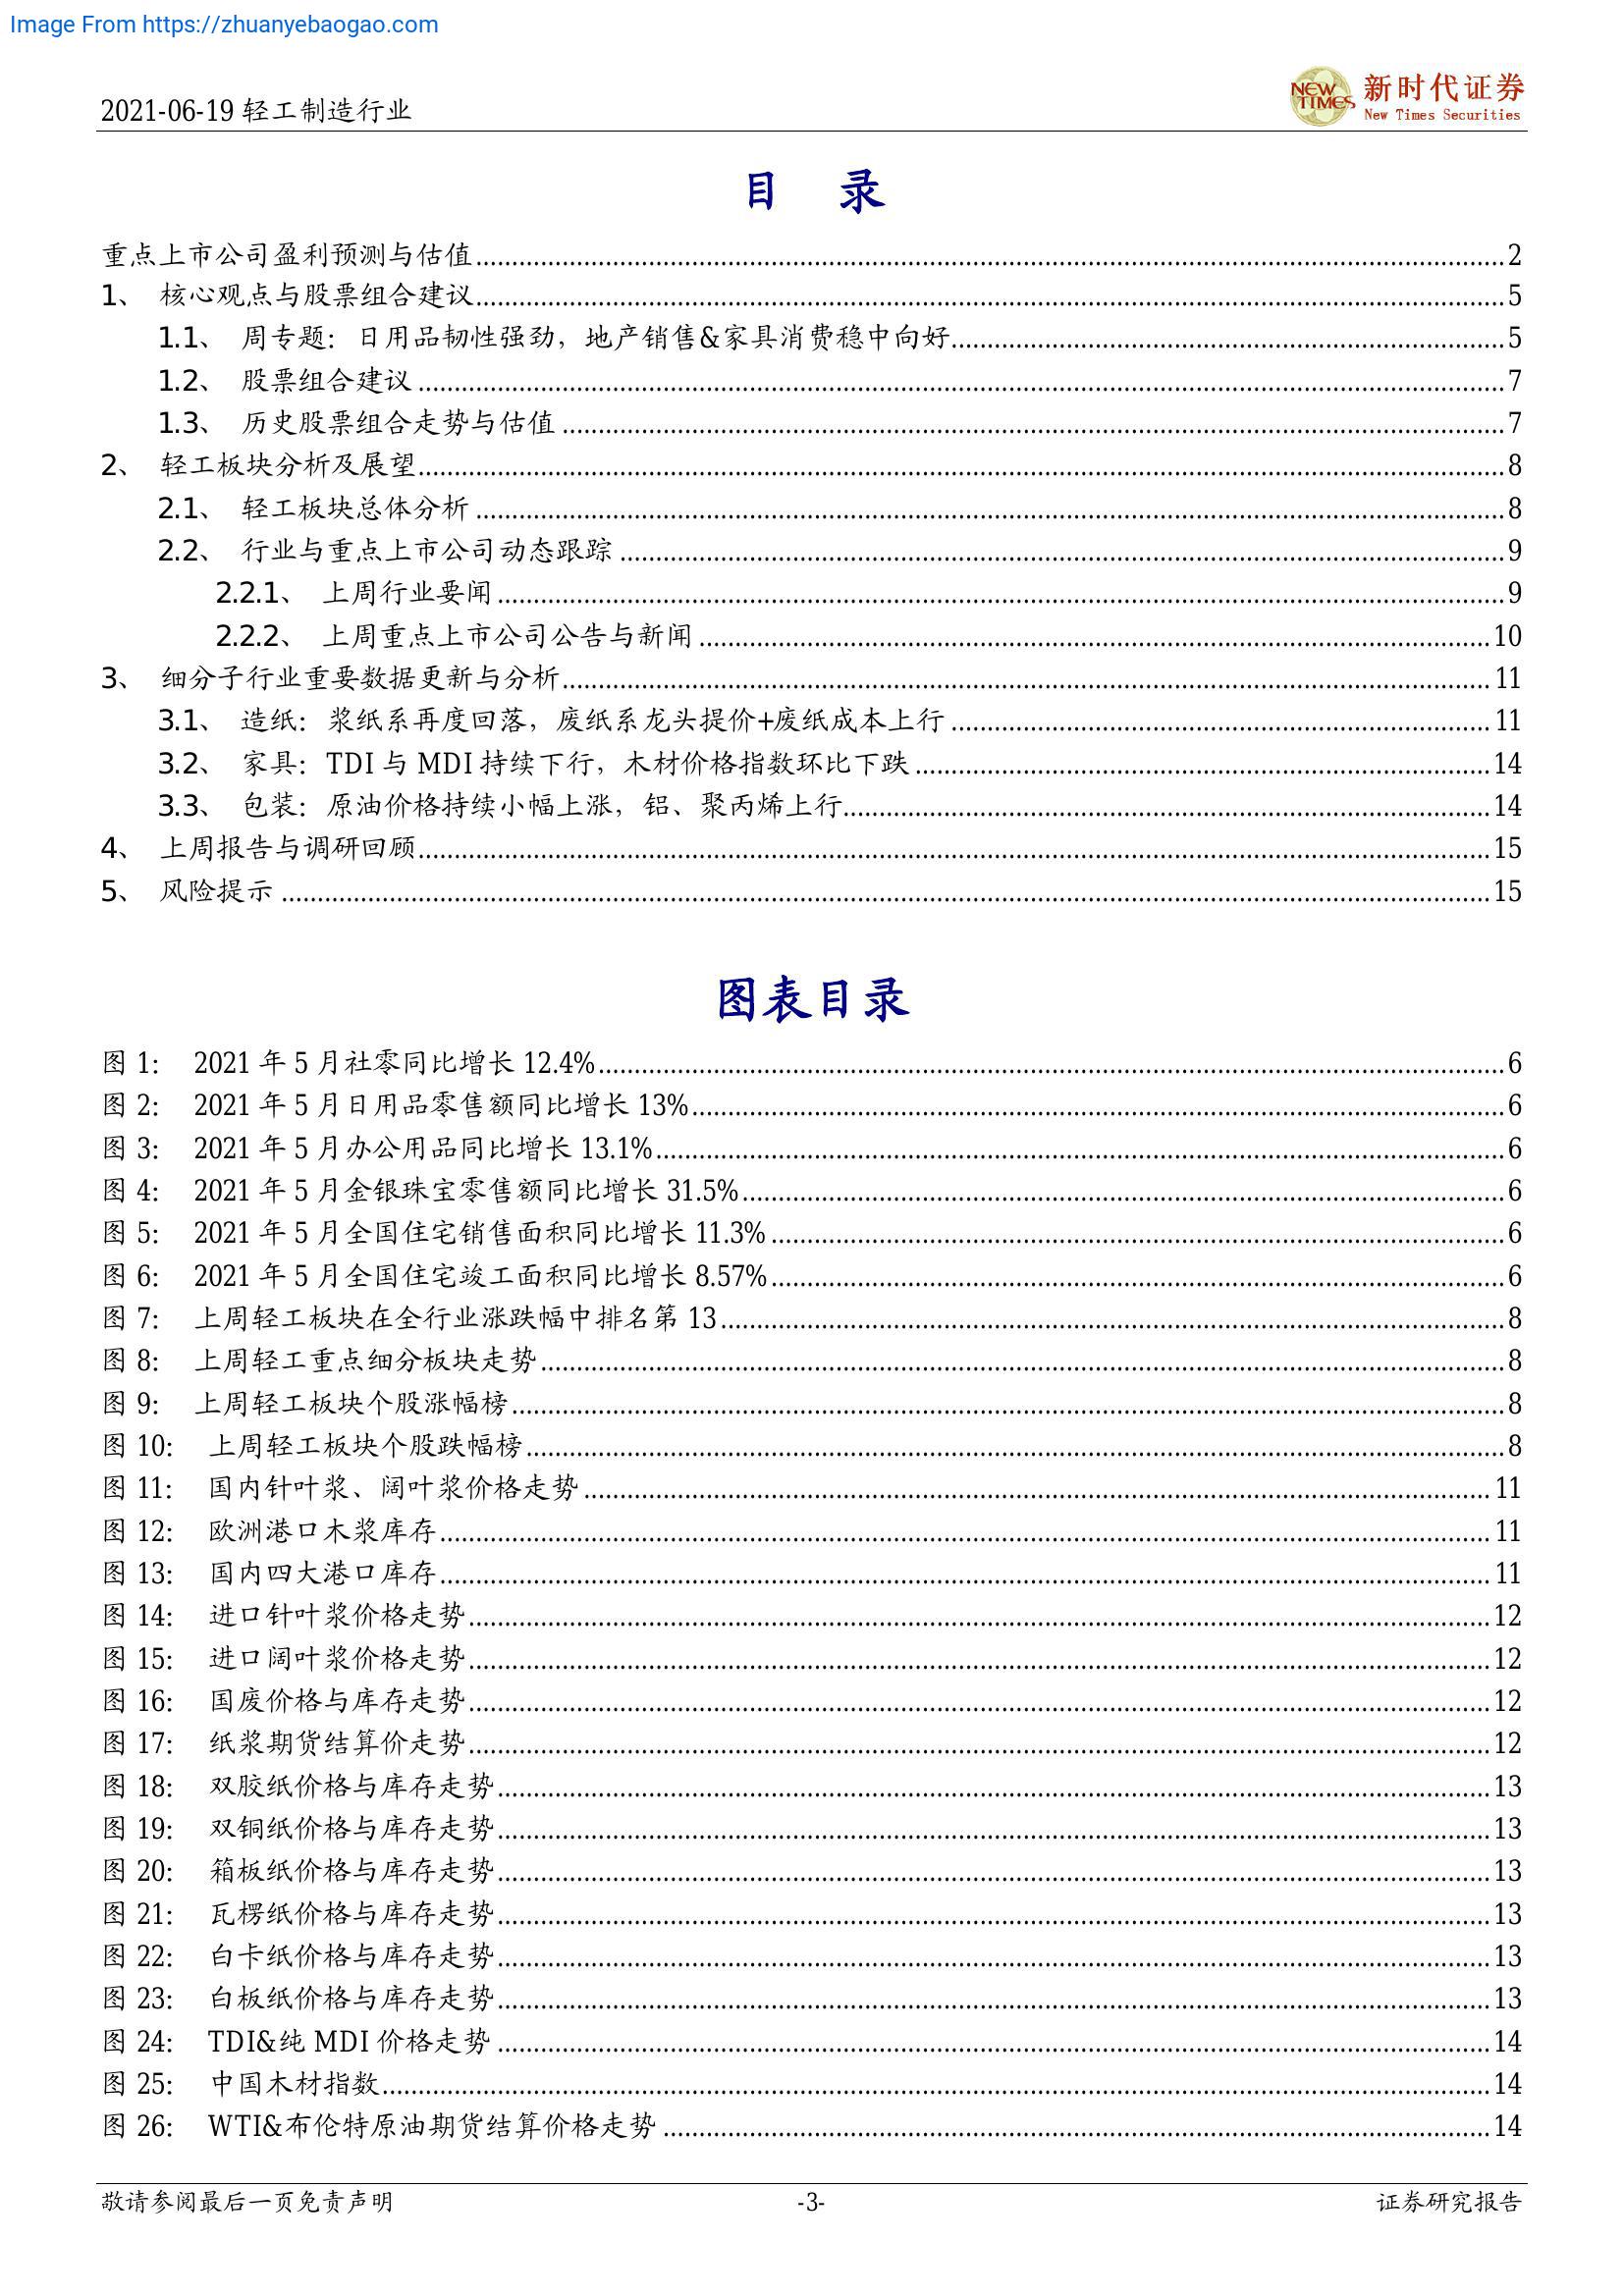 Image From https://zhuanyebaogao.com
2021-06-19 轻工制造行业
NEW TIMES 新时代证券
New Times Securities
目 录
重点上市公司盈利预测与估值........2
1、 核心观点与股票组合建议........5
1.1、 周专题：日用品韧性强劲，地产销售&家具消费稳中向好........5
1.2、 股票组合建议........7
1.3、 历史股票组合走势与估值........7
2、 轻工板块分析及展望........8
2.1、 轻工板块总体分析........8
2.2、 行业与重点上市公司动态跟踪........9
2.2.1、 上周行业要闻........9
2.2.2、 上周重点上市公司公告与新闻........10
3、 细分子行业重要数据更新与分析........11
3.1、 造纸：浆纸系再度回落，废纸系龙头提价+废纸成本上行........11
3.2、 家具：TDI 与 MDI 持续下行，木材价格指数环比下跌........14
3.3、 包装：原油价格持续小幅上涨，铝、聚丙烯上行........14
4、 上周报告与调研回顾........15
5、 风险提示........15
图表目录
图 1: 2021 年 5 月社零同比增长 12.4%........6
图 2: 2021 年 5 月日用品零售额同比增长 13%........6
图 3: 2021 年 5 月办公用品同比增长 13.1%........6
图 4: 2021 年 5 月金银珠宝零售额同比增长 31.5%........6
图 5: 2021 年 5 月全国住宅销售面积同比增长 11.3%........6
图 6: 2021 年 5 月全国住宅竣工面积同比增长 8.57%........6
图 7: 上周轻工板块在全行业涨跌幅中排名第 13........8
图 8: 上周轻工重点细分板块走势........8
图 9: 上周轻工板块个股涨幅榜........8
图 10: 上周轻工板块个股跌幅榜........8
图 11: 国内针叶浆、阔叶浆价格走势........11
图 12: 欧洲港口木浆库存........11
图 13: 国内四大港口库存........11
图 14: 进口针叶浆价格走势........12
图 15: 进口阔叶浆价格走势........12
图 16: 国废价格与库存走势........12
图 17: 纸浆期货结算价走势........12
图 18: 双胶纸价格与库存走势........13
图 19: 双铜纸价格与库存走势........13
图 20: 箱板纸价格与库存走势........13
图 21: 瓦楞纸价格与库存走势........13
图 22: 白卡纸价格与库存走势........13
图 23: 白板纸价格与库存走势........13
图 24: TDI&纯 MDI 价格走势........14
图 25: 中国木材指数........14
图 26: WTI&布伦特原油期货结算价格走势........14
敬请参阅最后一页免责声明 -3- 证券研究报告